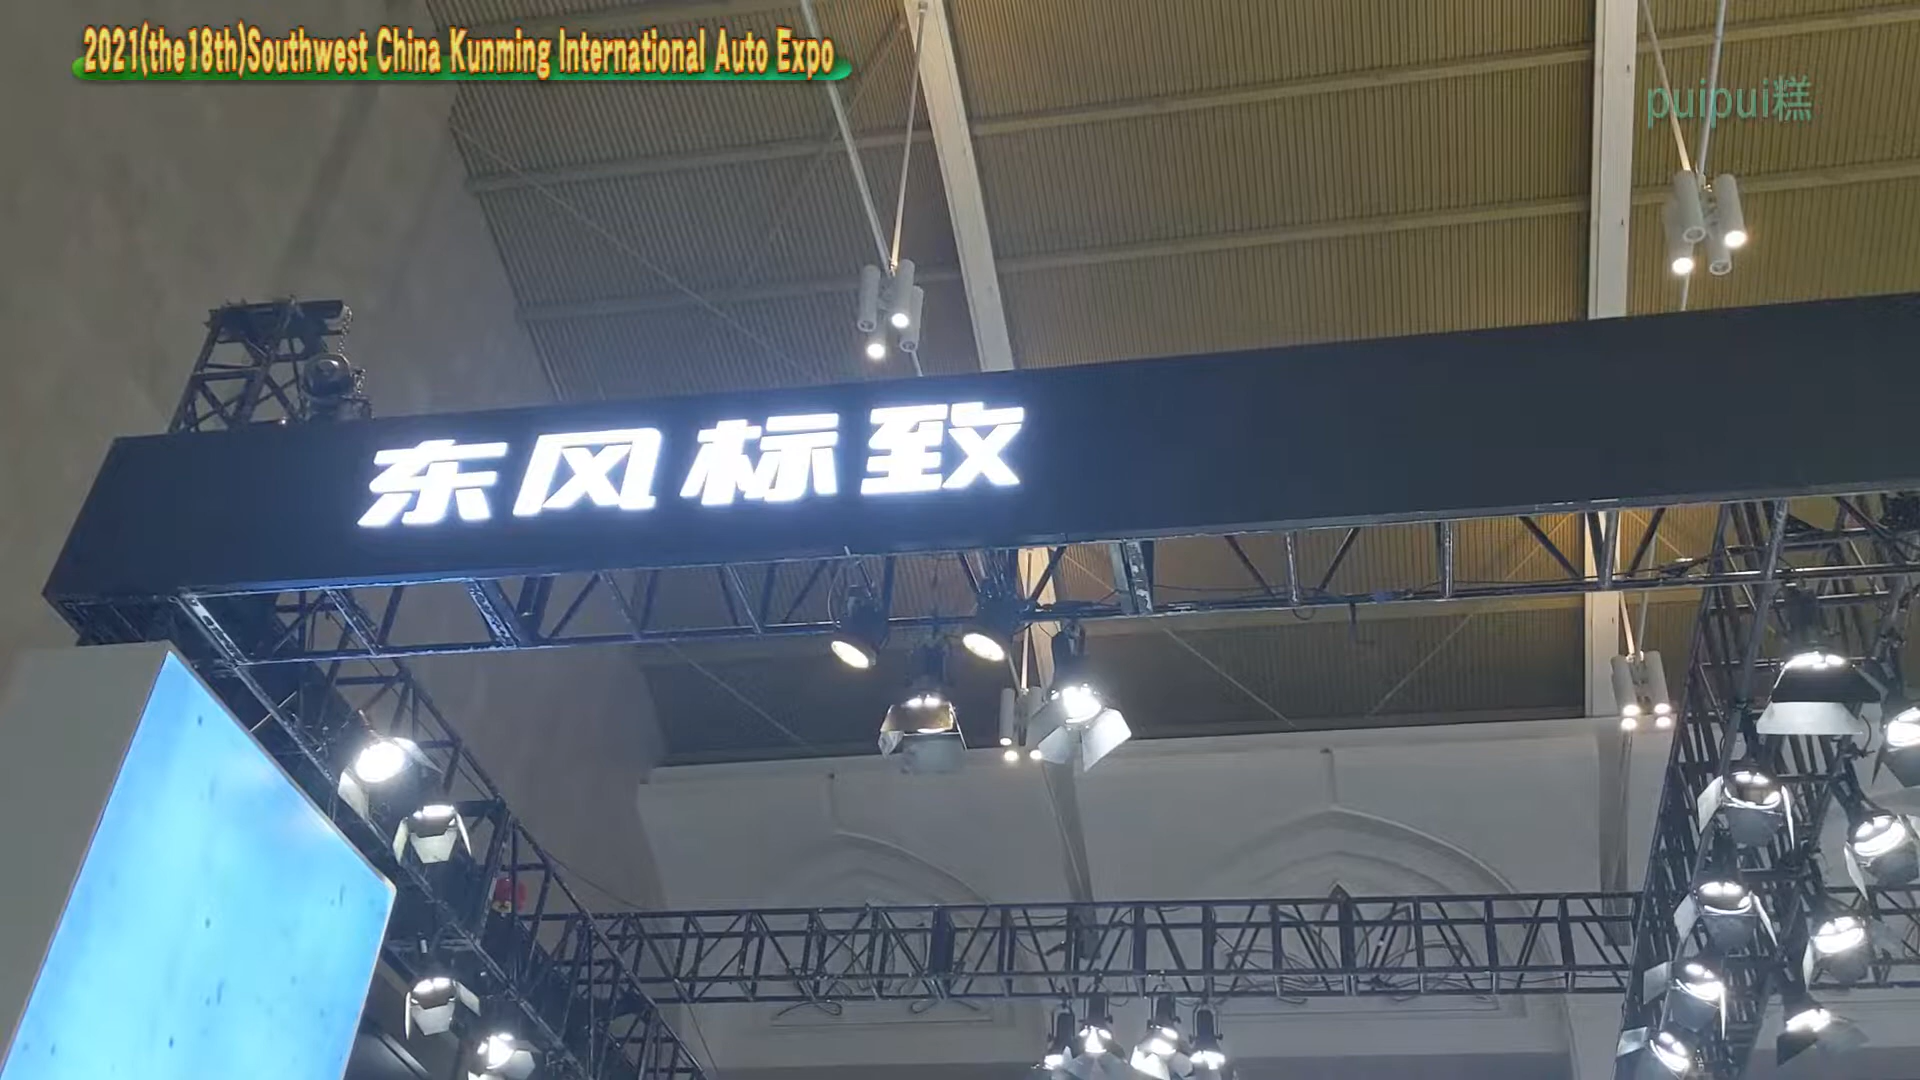 2021(the18th)Southwest China Kunming International Auto Expo
puipui糕
东风标致